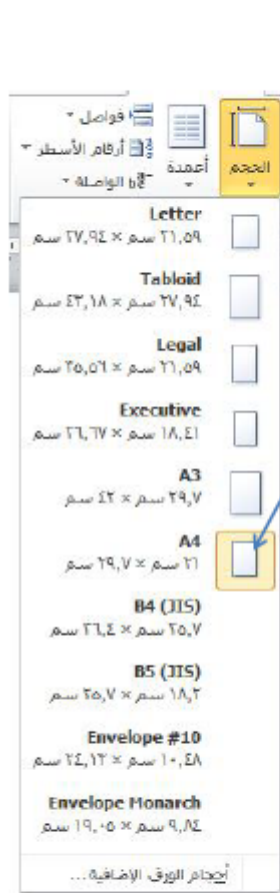 الحجم
أعمدة
فواصل
أرقام الأسطر
الواصلة
Letter
٢١,٥٩ سم × ٢٧,٩٤ سم
Tabloid
٢٧,٩٤ سم × ٤٣,١٨ سم
Legal
٢١,٥٩ سم × ٣٥,٥٦ سم
Executive
١٨,٤١ سم × ٢٦,٦٧ سم
A3
٢٩,٧ سم × ٤٢ سم
A4
٢١ سم × ٢٩,٧ سم
B4 (JIS)
٢٥,٧ سم × ٣٦,٤ سم
B5 (JIS)
١٨,٢ سم × ٢٥,٧ سم
Envelope #10
١٠,٤٨ سم × ٢٤,١٣ سم
Envelope Monarch
٩,٨٤ سم × ١٩,٠٥ سم
أحجام الورق الإضافية...